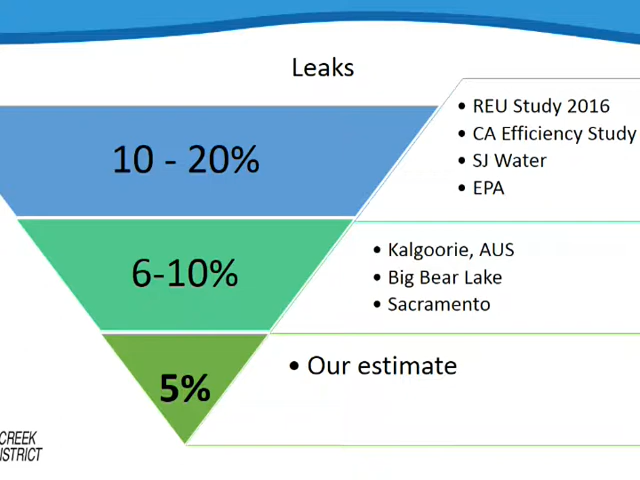 Leaks
10 - 20%
• REU Study 2016
• CA Efficiency Study
• SJ Water
• EPA
6-10%
• Kalgoorie, AUS
• Big Bear Lake
• Sacramento
5%
• Our estimate
CREEK
ISTRICT